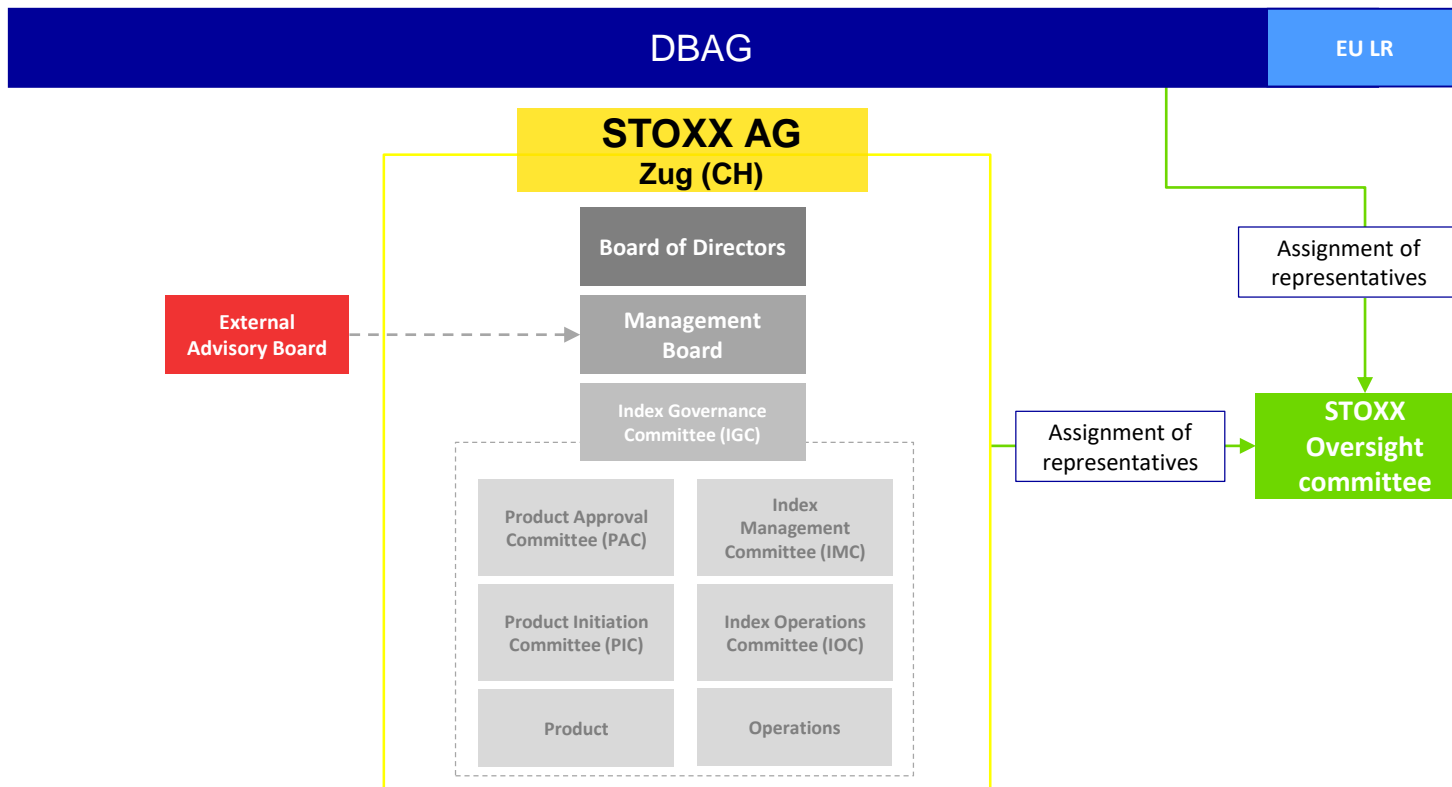 DBAG
EU LR
STOXX AG
Zug (CH)
Board of Directors
Assignment of
representatives
External
Advisory Board
Management
Board
Index Governance
Committee (IGC)
Assignment of
representatives
STOXX
Oversight
committee
Product Approval
Committee (PAC)
Index
Management
Committee (IMC)
Product Initiation
Committee (PIC)
Index Operations
Committee (IOC)
Product
Operations